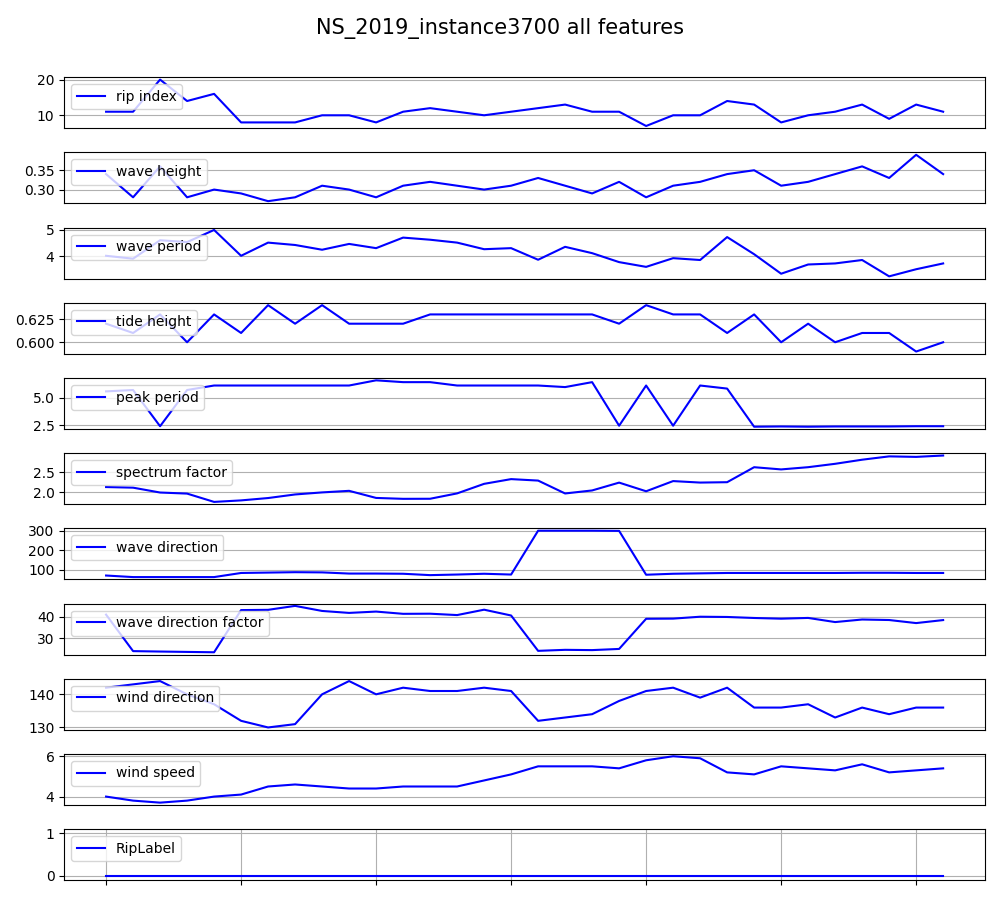 NS_2019_instance3700 all features
20
10
rip index
0.35
0.30
wave height
5
4
wave period
0.625
0.600
tide height
5.0
2.5
peak period
2.5
2.0
spectrum factor
300
200
100
wave direction
40
30
wave direction factor
140
130
wind direction
6
4
wind speed
1
0
RipLabel